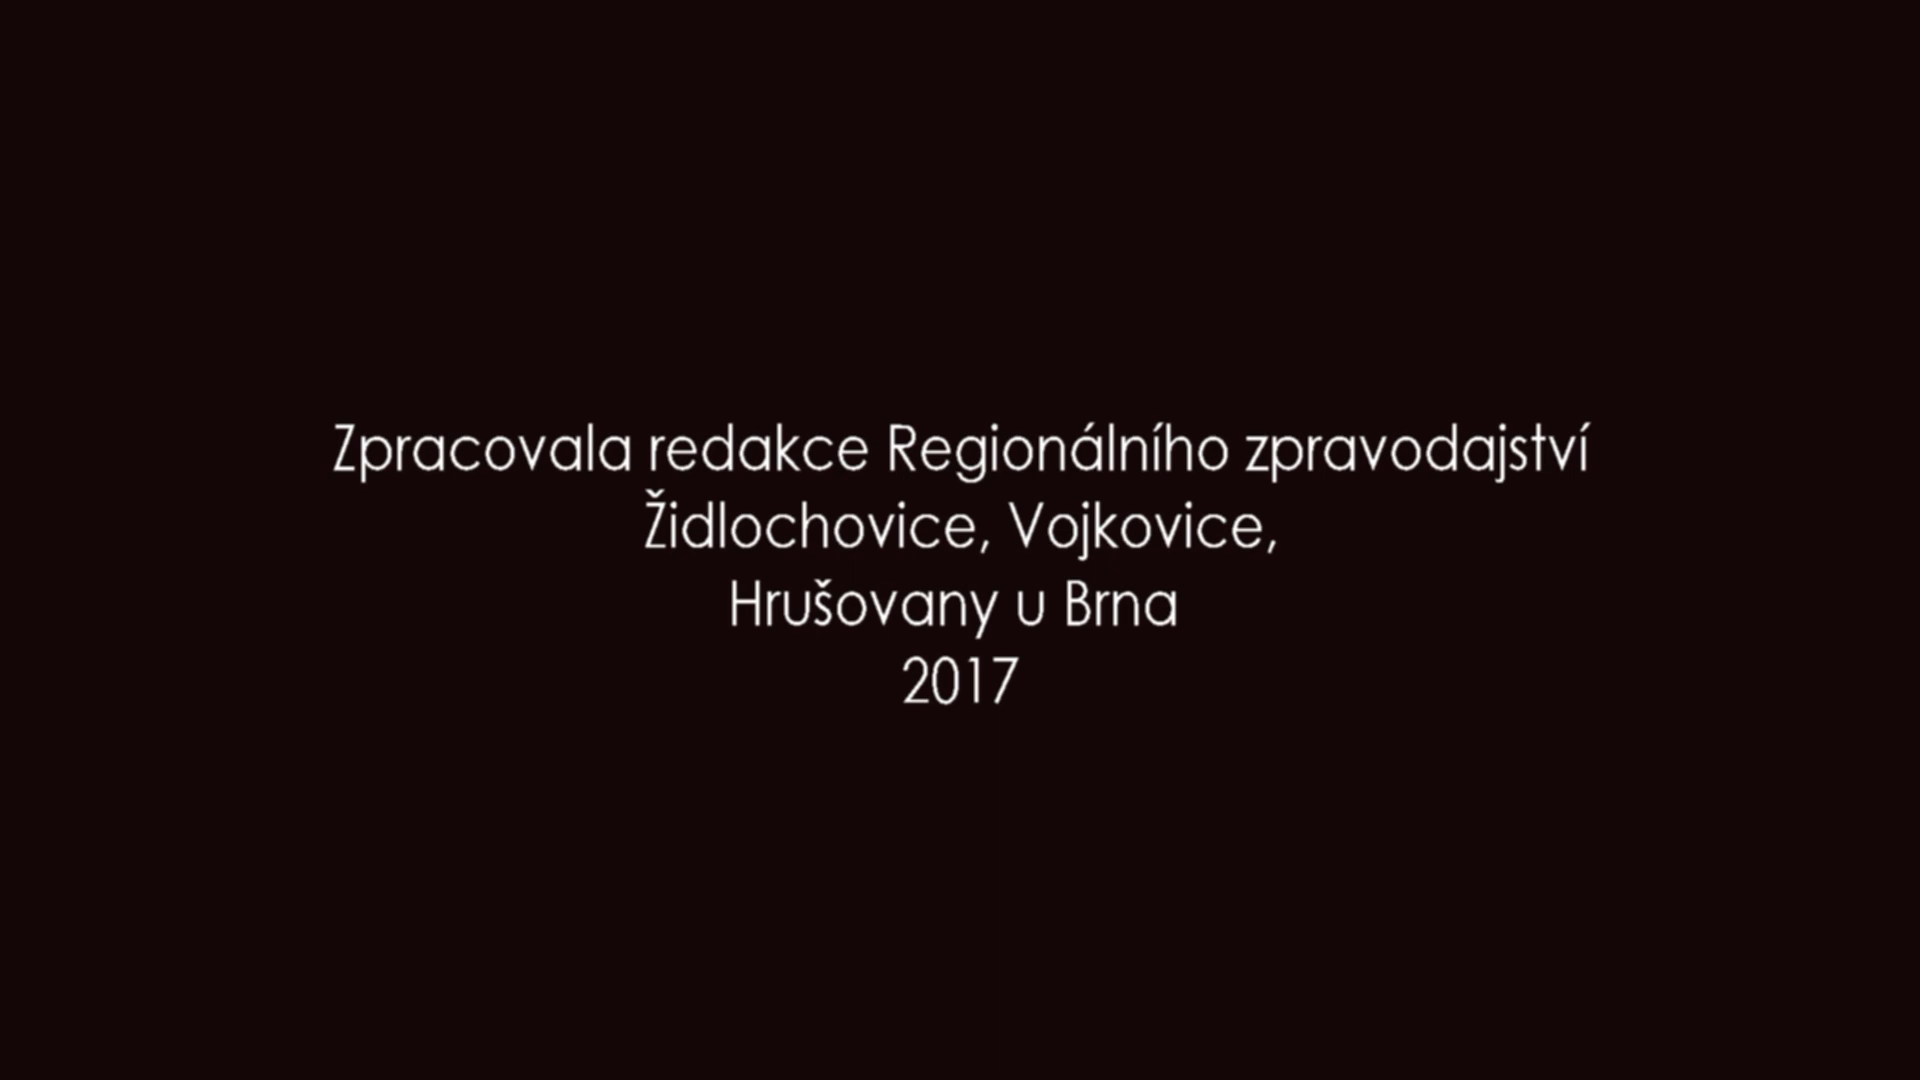 Zpracovala redakce Regionálního zpravodajství
Židlochovice, Vojkovice,
Hrušovany u Brna
2017